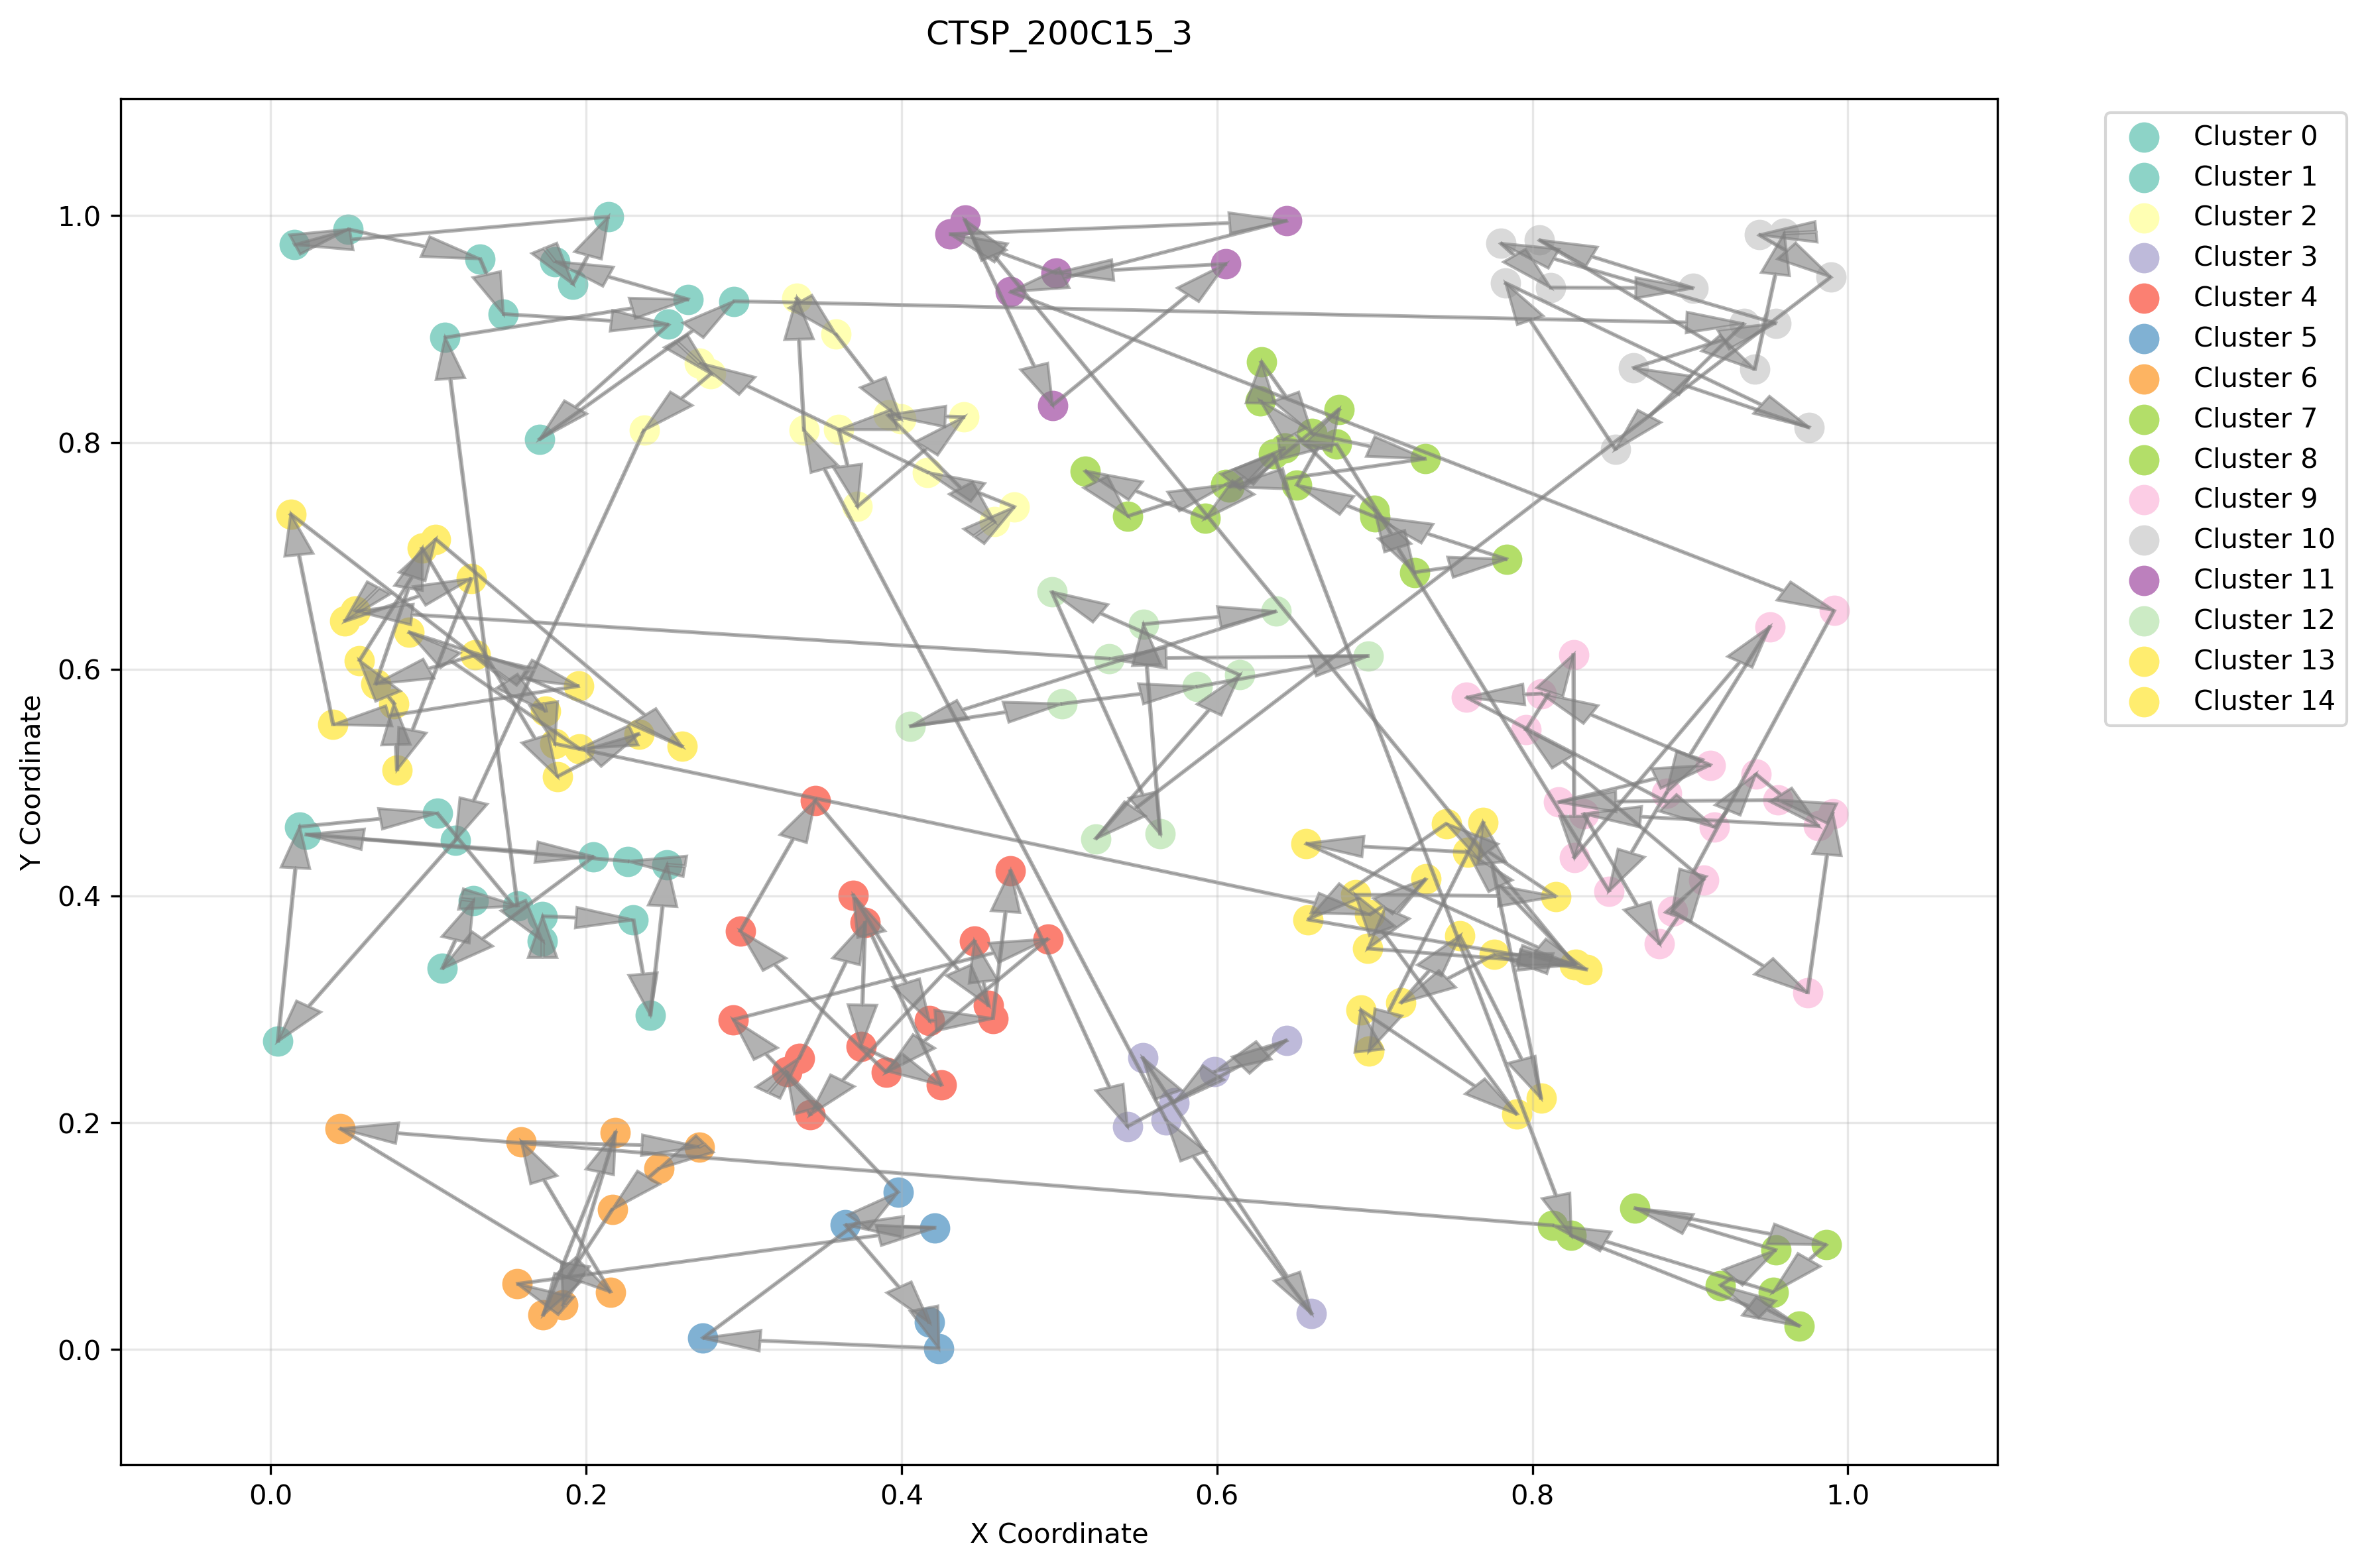 CTSP_200C15_3
1.0
0.8
0.6
0.4
0.2
0.0
Y Coordinate
0.0 0.2 0.4 0.6 0.8 1.0
X Coordinate
Cluster 0
Cluster 1
Cluster 2
Cluster 3
Cluster 4
Cluster 5
Cluster 6
Cluster 7
Cluster 8
Cluster 9
Cluster 10
Cluster 11
Cluster 12
Cluster 13
Cluster 14